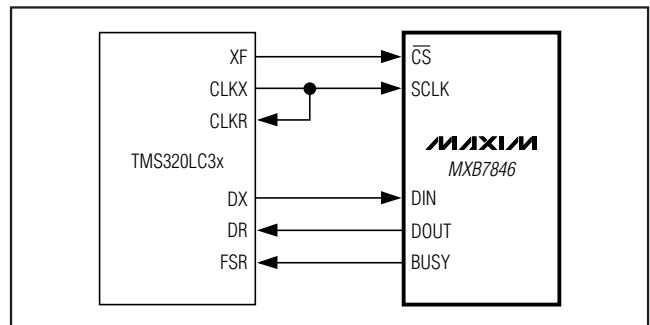 XF
CS
CLKX
SCLK
CLKR
MAXIM
TMS320LC3x
MXB7846
DX
DIN
DR
DOUT
FSR
BUSY